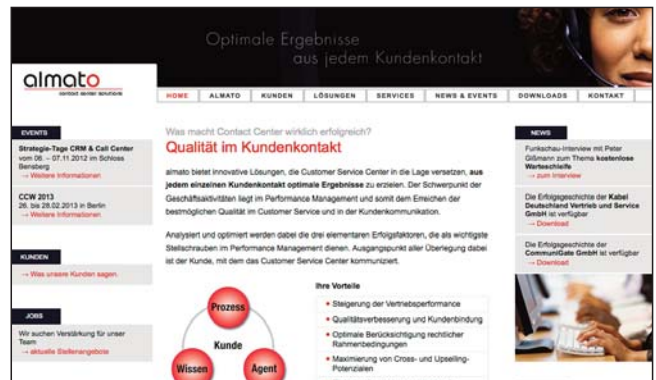 Optimale Ergebnisse
aus jedem Kundenkontakt
almato
contact center solutions
HOME ALMATO KUNDEN LÖSUNGEN SERVICES NEWS & EVENTS DOWNLOADS KONTAKT
EVENTS
Strategie-Tage CRM & Call Center
vom 06. – 07.11.2012 im Schloss
Bensberg
→ Weitere Informationen
CCW 2013
26. bis 28.02.2013 in Berlin
→ Weitere Informationen
KUNDEN
→ Was unsere Kunden sagen.
JOBS
Wir suchen Verstärkung für unser
Team
→ aktuelle Stellenangebote
Was macht Contact Center wirklich erfolgreich?
Qualität im Kundenkontakt
almato bietet innovative Lösungen, die Customer Service Center in die Lage versetzen, aus
jedem einzelnen Kundenkontakt optimale Ergebnisse zu erzielen. Der Schwerpunkt der
Geschäftsaktivitäten liegt im Performance Management und somit dem Erreichen der
bestmöglichen Qualität im Customer Service und in der Kundenkommunikation.
Analysiert und optimiert werden dabei die drei elementaren Erfolgsfaktoren, die als wichtigste
Stellschrauben im Performance Management dienen. Ausgangspunkt aller Überlegung dabei
ist der Kunde, mit dem das Customer Service Center kommuniziert.
Prozess
Kunde
Wissen Agent
Ihre Vorteile
Steigerung der Vertriebsperformance
Qualitätsverbesserung und Kundenbindung
Optimale Berücksichtigung rechtlicher
Rahmenbedingungen
Maximierung von Cross- und Upselling-
Potenzialen
NEWS
Funkschau-Interview mit Peter
Gißmann zum Thema kostenlose
Warteschleife
→ zum Interview
Die Erfolgsgeschichte der Kabel
Deutschland Vertrieb und Service
GmbH ist verfügbar
→ Download
Die Erfolgsgeschichte der
CommuniGate GmbH ist verfügbar
→ Download